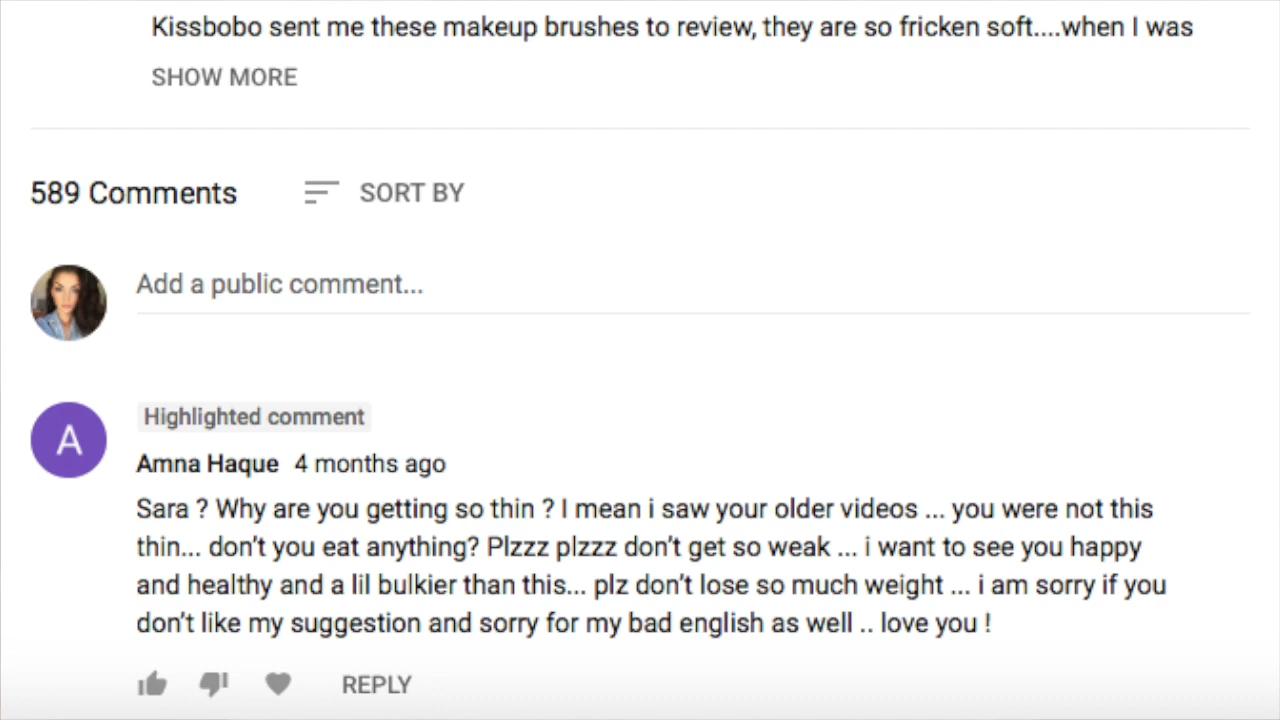 Kissbobo sent me these makeup brushes to review, they are so fricken soft....when I was
SHOW MORE
589 Comments
SORT BY
Add a public comment...
A
Highlighted comment
Amna Haque 4 months ago
Sara ? Why are you getting so thin ? I mean i saw your older videos ... you were not this
thin... don't you eat anything? Plzzz plzzz don't get so weak ... i want to see you happy
and healthy and a lil bulkier than this... plz don't lose so much weight ... i am sorry if you
don't like my suggestion and sorry for my bad english as well .. love you !
REPLY